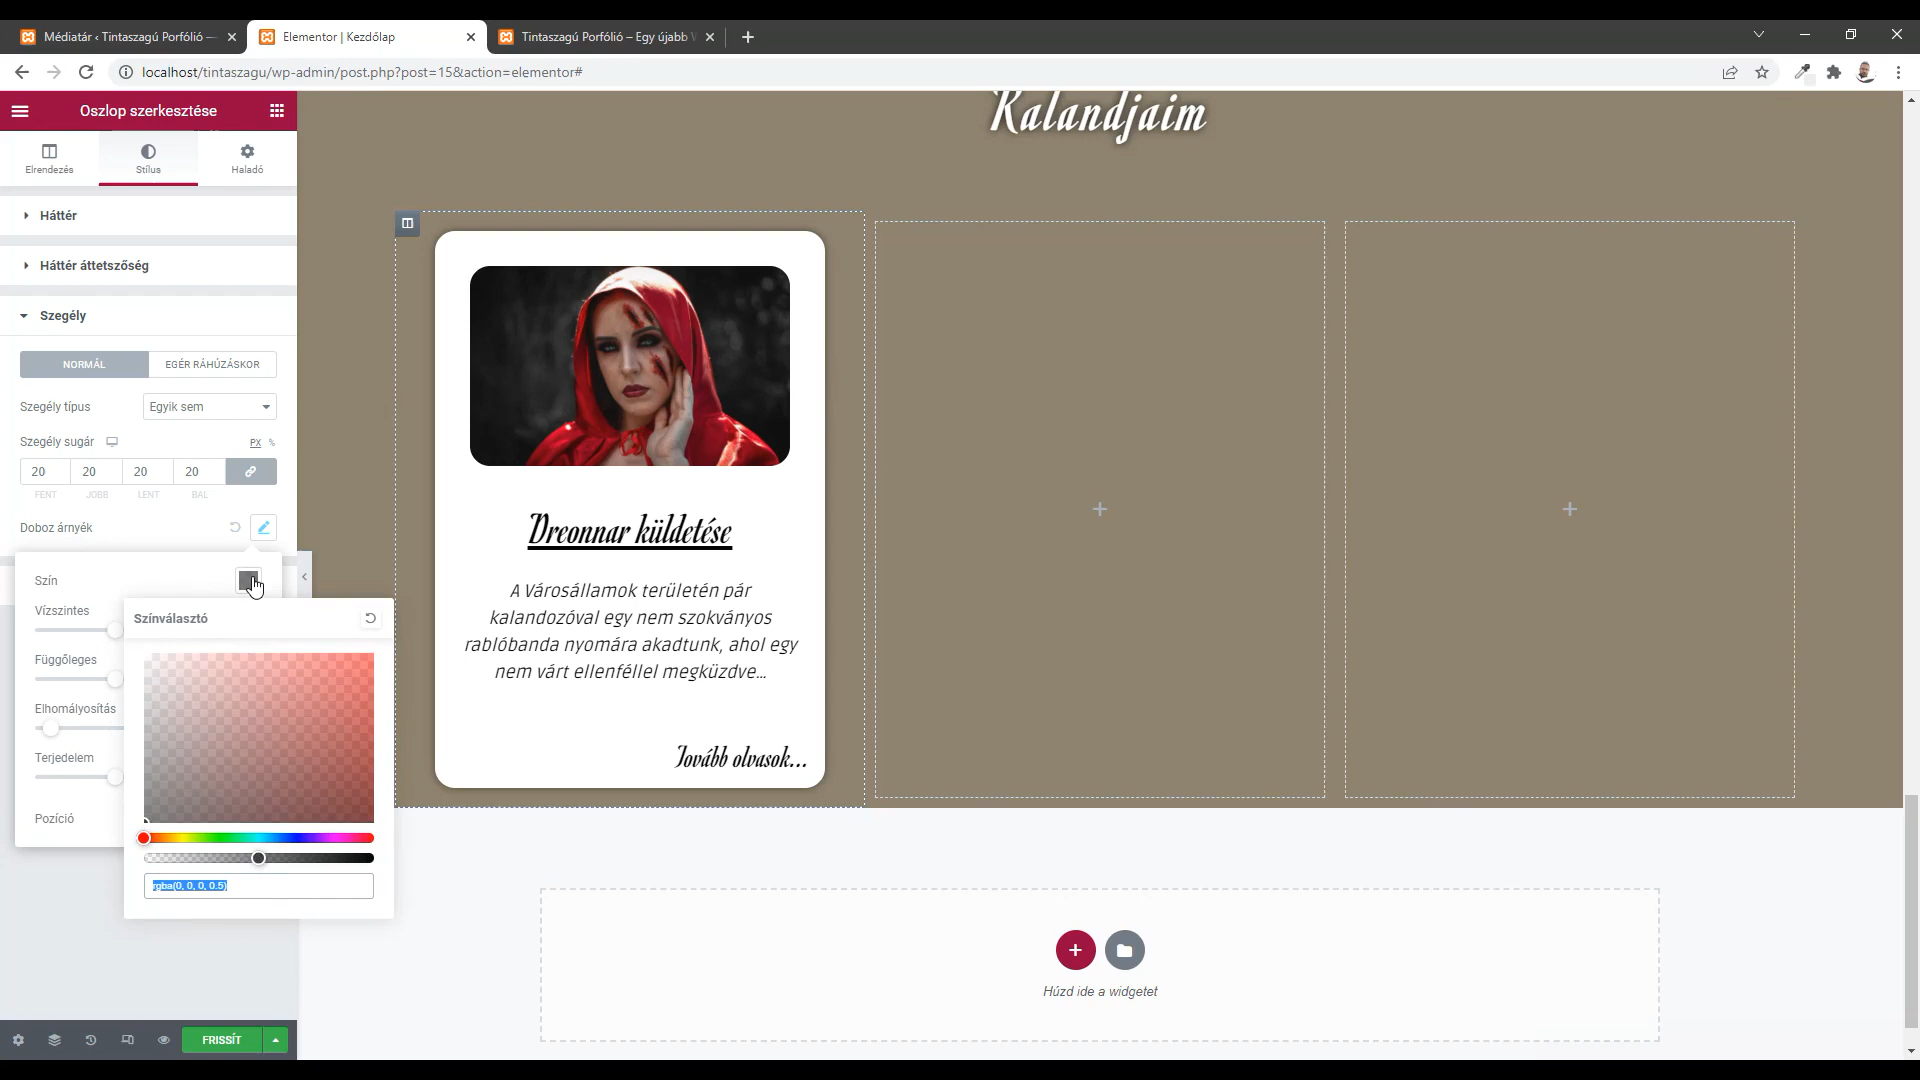 Médiatár ‹ Tintaszagú Porfólió —
Elementor | Kezdőlap
Tintaszagú Porfólió – Egy újabb W
localhost/tintaszagu/wp-admin/post.php?post=15&action=elementor#
Oszlop szerkesztése
Elrendezés
Stílus
Haladó
Háttér
Háttér áttetszőség
Szegély
NORMÁL
EGÉR RÁHÚZÁSKOR
Szegély típus
Egyik sem
Szegély sugár
PX
%
20
20
20
20
FENT
JOBB
LENT
BAL
Doboz árnyék
Szín
Vízszintes
Függőleges
Elhomályosítás
Terjedelem
Pozíció
Színválasztó
rgba(0, 0, 0, 0.5)
FRISSÍT
Kalandjaim
Dreonnar küldetése
A Városállamok területén pár
kalandozóval egy nem szokványos
rablóbanda nyomára akadtunk, ahol egy
nem várt ellenféllel megküzdve...
Tovább olvasok...
Húzd ide a widgetet